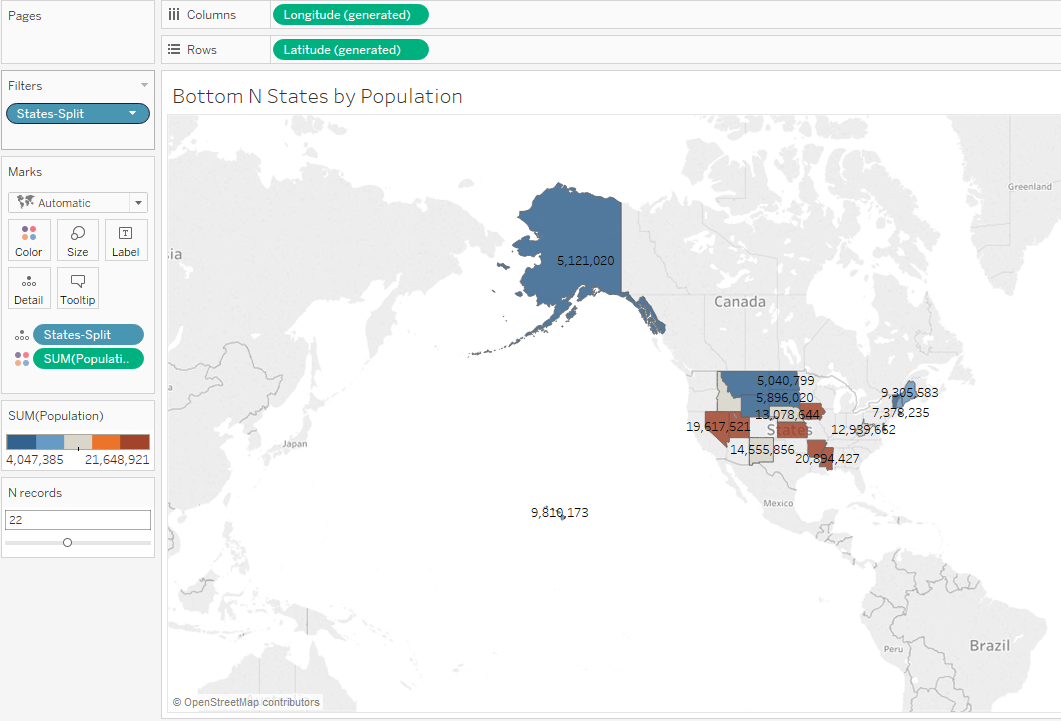 Pages
Columns
Longitude (generated)
Rows
Latitude (generated)
Filters
States-Split
Marks
Automatic
Color
Size
Label
Detail
Tooltip
States-Split
SUM(Populati..
SUM(Population)
4,047,385
21,648,921
N records
22
Bottom N States by Population
Greenland
ia
5,121,020
Canada
a
5,040,799
9,305,583
5,896,020
13,078,644
7,378,235
19,617,521
States
12,939,662
Japan
14,555,856
20,894,427
Mexico
9,810,173
Peru
Brazil
© OpenStreetMap contributors